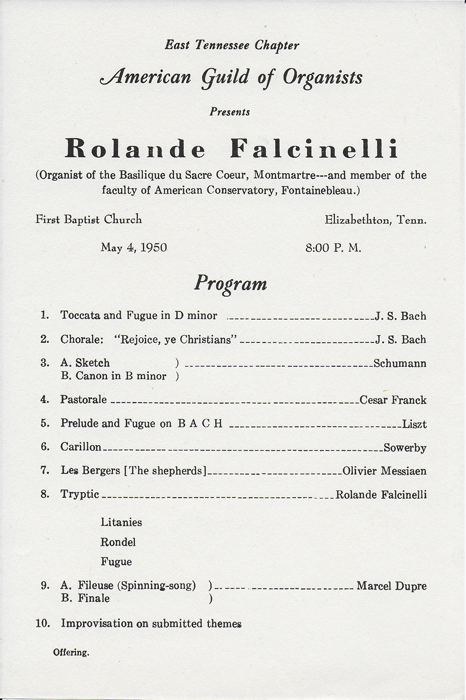 East Tennessee Chapter
American Guild of Organists
Presents
Rolande Falcinelli
(Organist of the Basilique du Sacre Coeur, Montmartre---and member of the
faculty of American Conservatory, Fontainebleau.)
First Baptist Church Elizabethton, Tenn.
May 4, 1950 8:00 P. M.
Program
1. Toccata and Fugue in D minor J. S. Bach
2. Chorale: "Rejoice, ye Christians" J. S. Bach
3. A. Sketch ) Schumann
B. Canon in B minor )
4. Pastorale Cesar Franck
5. Prelude and Fugue on B A C H Liszt
6. Carillon Sowerby
7. Les Bergers [The shepherds] Olivier Messiaen
8. Tryptic Rolande Falcinelli
Litanies
Rondel
Fugue
9. A. Fileuse (Spinning-song) ) Marcel Dupre
B. Finale )
10. Improvisation on submitted themes
Offering.